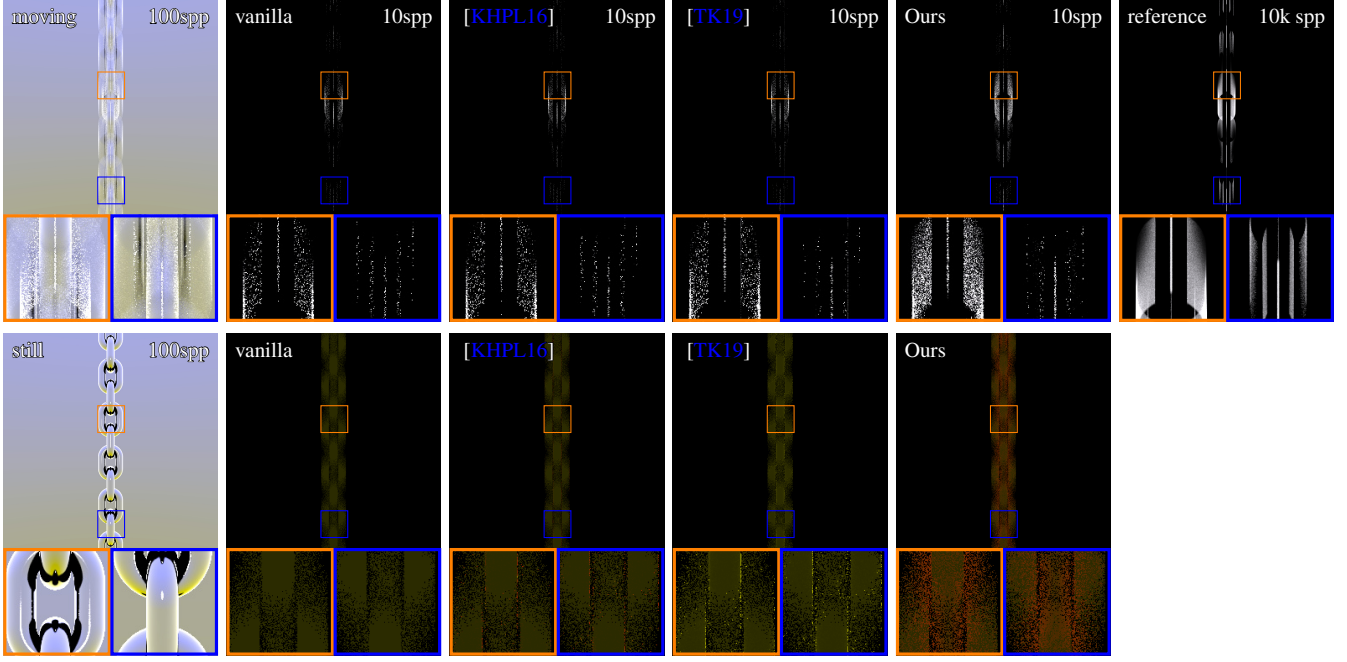 moving 100spp
vanilla 10spp
[KHPL16] 10spp
[TK19] 10spp
Ours 10spp
reference 10k spp
still 100spp
vanilla
[KHPL16]
[TK19]
Ours